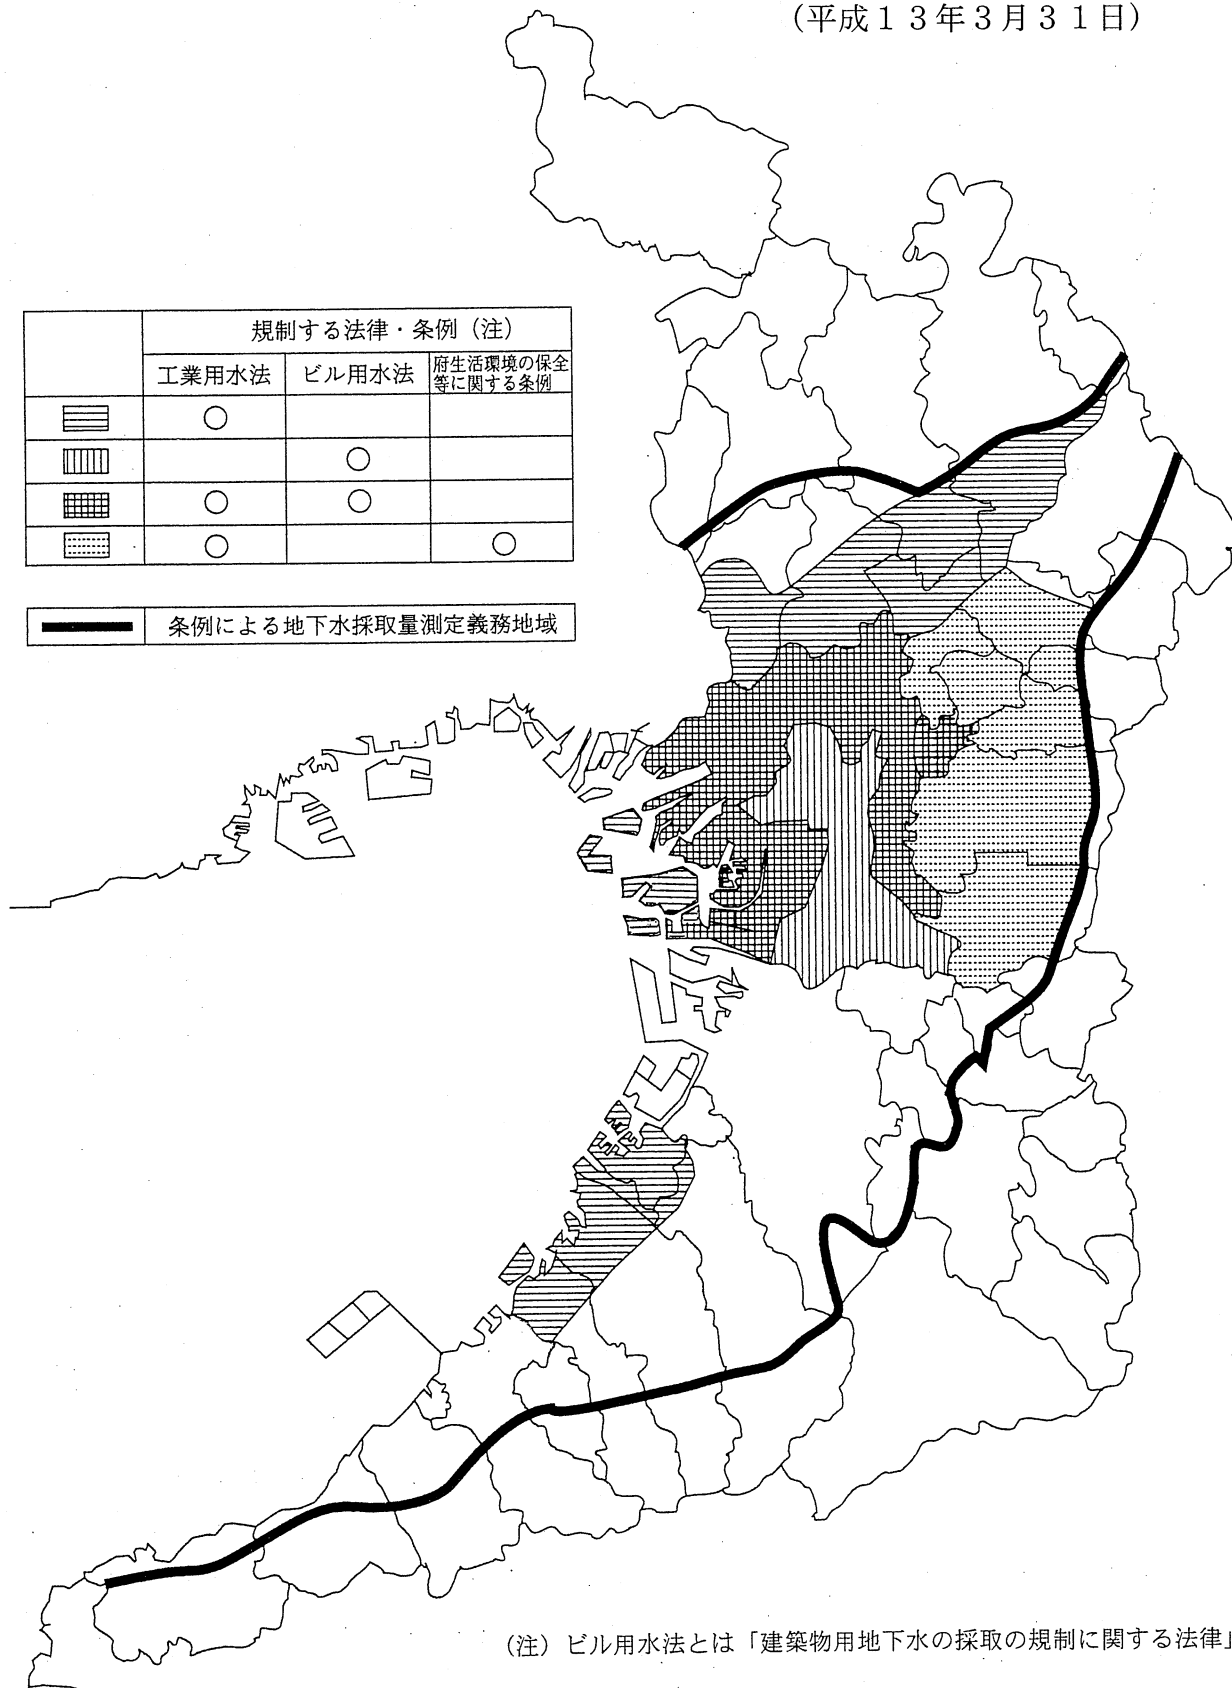 (平成13年3月31日)
規制する法律・条例(注)
工業用水法 ビル用水法 府生活環境の保全
等に関する条例
○
○
○ ○
○ ○
条例による地下水採取量測定義務地域
(注)ビル用水法とは「建築物用地下水の採取の規制に関する法律」